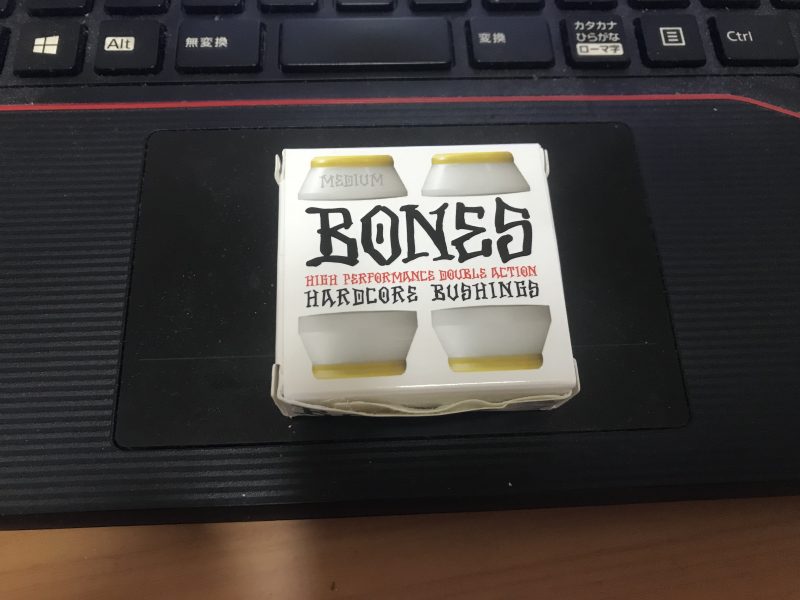 Alt
無変換
変換
カタカナ
ひらがな
ローマ字
Ctrl
MEDIUM
BONES
HIGH PERFORMANCE DOUBLE ACTION
HARDCORE BUSHINGS